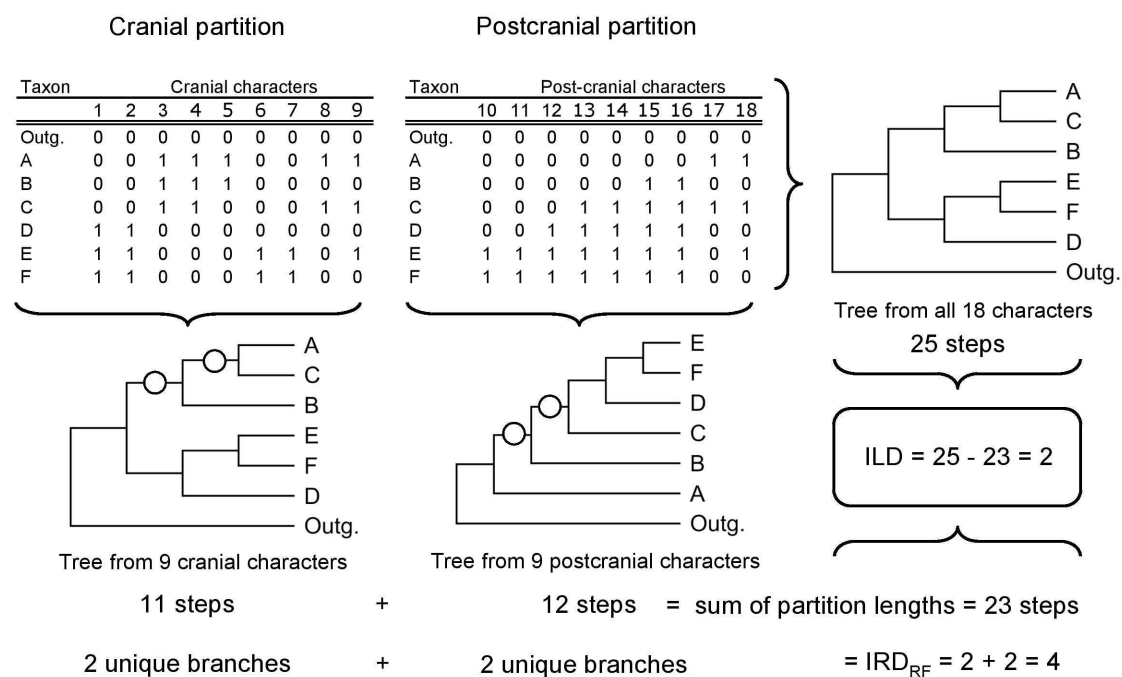 Cranial partition
Postcranial partition
Taxon Cranial characters
1 2 3 4 5 6 7 8 9
Outg. 0 0 0 0 0 0 0 0 0
A 0 0 1 1 1 0 0 1 1
B 0 0 1 1 1 0 0 0 0
C 0 0 1 1 0 0 0 1 1
D 1 1 0 0 0 0 0 0 0
E 1 1 0 0 0 1 1 0 1
F 1 1 0 0 0 1 1 0 0
Taxon Post-cranial characters
10 11 12 13 14 15 16 17 18
Outg. 0 0 0 0 0 0 0 0 0
A 0 0 0 0 0 0 0 1 1
B 0 0 0 0 0 1 1 0 0
C 0 0 0 1 1 1 1 1 1
D 0 0 1 1 1 1 1 0 0
E 1 1 1 1 1 1 1 0 1
F 1 1 1 1 1 1 1 0 0
A
C
B
E
F
D
Outg.
Tree from all 18 characters
25 steps
ILD = 25 - 23 = 2
A
C
B
E
F
D
Outg.
Tree from 9 cranial characters
E
F
D
C
B
A
Outg.
Tree from 9 postcranial characters
11 steps + 12 steps = sum of partition lengths = 23 steps
2 unique branches + 2 unique branches = IRD_RF = 2 + 2 = 4